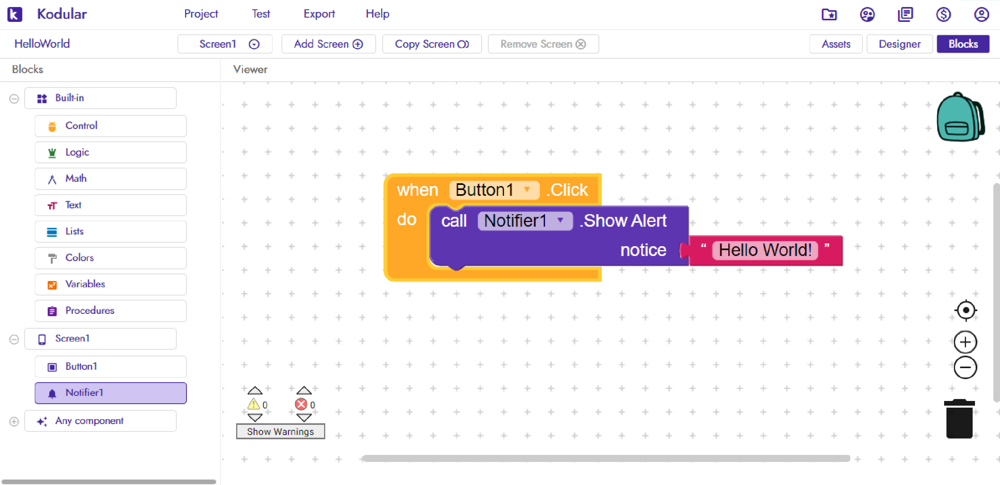 Kodular
Project
Test
Export
Help
HelloWorld
Screen1
Add Screen
Copy Screen
Remove Screen
Assets
Designer
Blocks
Blocks
Viewer
Built-in
Control
Logic
Math
Text
Lists
Colors
Variables
Procedures
Screen1
Button1
Notifier1
Any component
when Button1 .Click
do call Notifier1 .Show Alert
notice “ Hello World! ”
0 0
Show Warnings